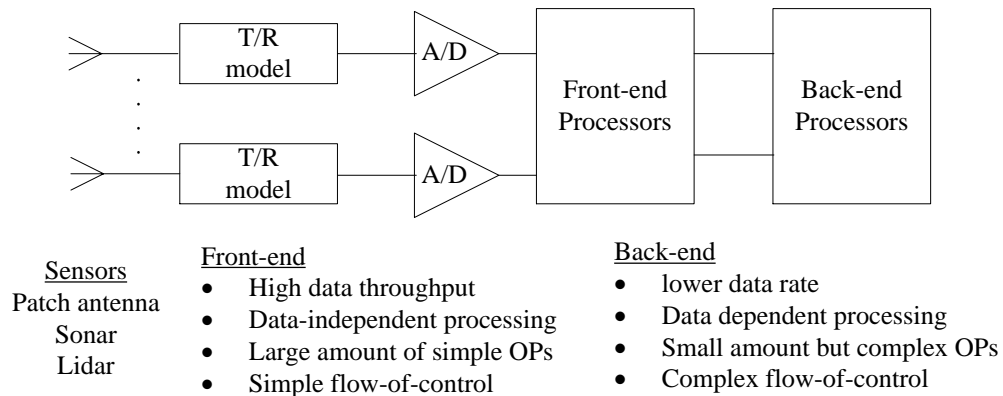 T/R
model
A/D
Front-end
Processors
Back-end
Processors
T/R
model
A/D
Sensors
Patch antenna
Sonar
Lidar
Front-end
• High data throughput
• Data-independent processing
• Large amount of simple OPs
• Simple flow-of-control
Back-end
• lower data rate
• Data dependent processing
• Small amount but complex OPs
• Complex flow-of-control